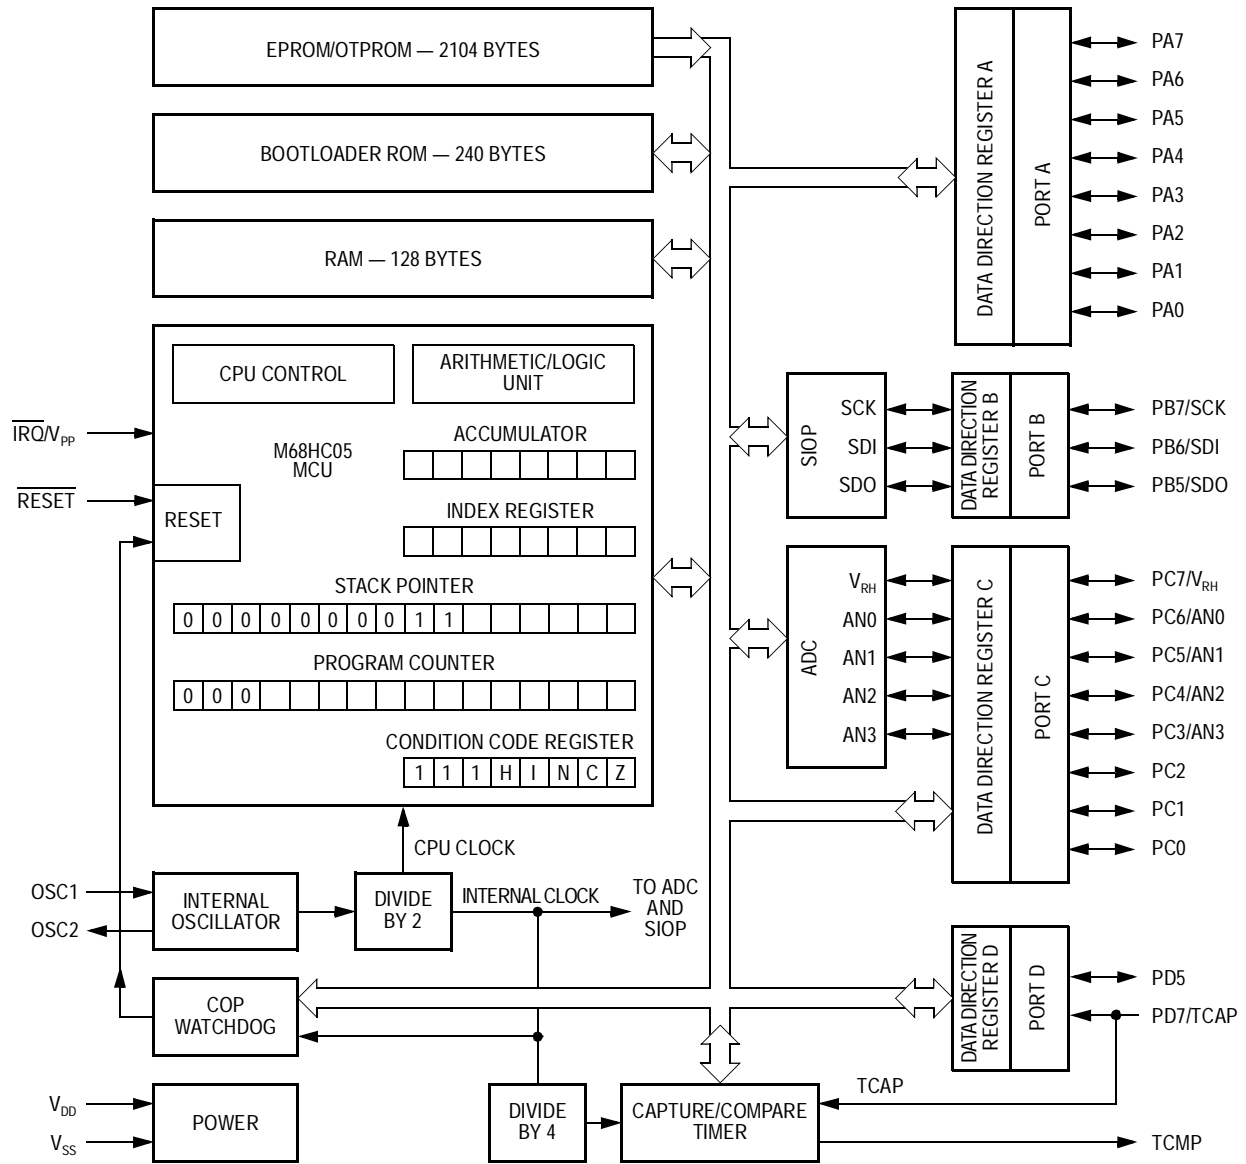 EPROM/OTPROM — 2104 BYTES
BOOTLOADER ROM — 240 BYTES
RAM — 128 BYTES
CPU CONTROL
ARITHMETIC/LOGIC
UNIT
M68HC05
MCU
ACCUMULATOR
INDEX REGISTER
STACK POINTER
0 0 0 0 0 0 0 0 1 1
PROGRAM COUNTER
0 0 0
CONDITION CODE REGISTER
1 1 1 H I N C Z
IRQ/VPP
RESET
RESET
CPU CLOCK
OSC1
OSC2
INTERNAL
OSCILLATOR
DIVIDE
BY 2
INTERNAL CLOCK
TO ADC
AND
SIOP
COP
WATCHDOG
VDD
VSS
POWER
DIVIDE
BY 4
CAPTURE/COMPARE
TIMER
TCAP
TCMP
DATA DIRECTION REGISTER A
PORT A
PA7
PA6
PA5
PA4
PA3
PA2
PA1
PA0
SIOP
SCK
SDI
SDO
DATA DIRECTION
REGISTER B
PORT B
PB7/SCK
PB6/SDI
PB5/SDO
ADC
VRH
AN0
AN1
AN2
AN3
DATA DIRECTION REGISTER C
PORT C
PC7/VRH
PC6/AN0
PC5/AN1
PC4/AN2
PC3/AN3
PC2
PC1
PC0
DATA DIRECTION
REGISTER D
PORT D
PD5
PD7/TCAP